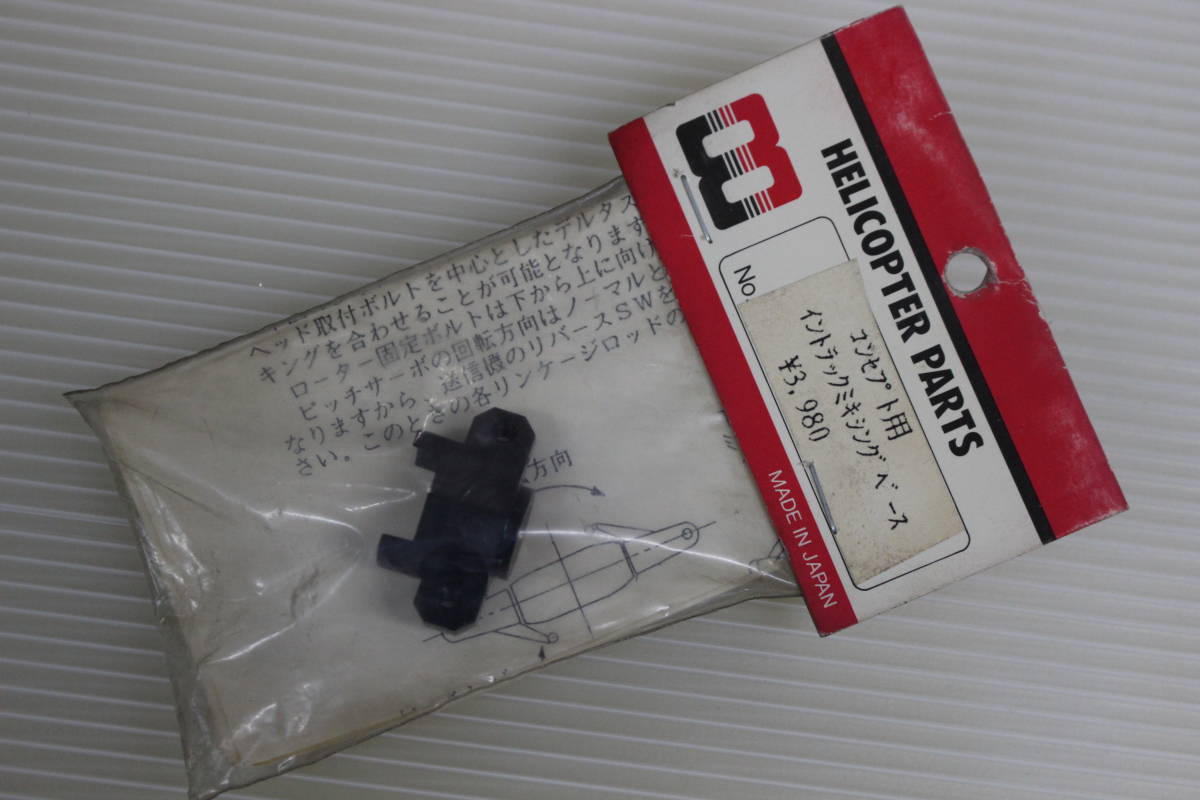 HELICOPTER PARTS
No.
コンセプト用
イントラックミキシングベース
¥3,980
MADE IN JAPAN
ヘッド取付ボルトを中心としたデルタス
キングを合わせることが可能となります
ローター固定ボルトは下から上に向け
ピッチサーボの回転方向はノーマルと
なりますから、送信機のリバースSWを
さい。このときの各リンケージロッドの
方向